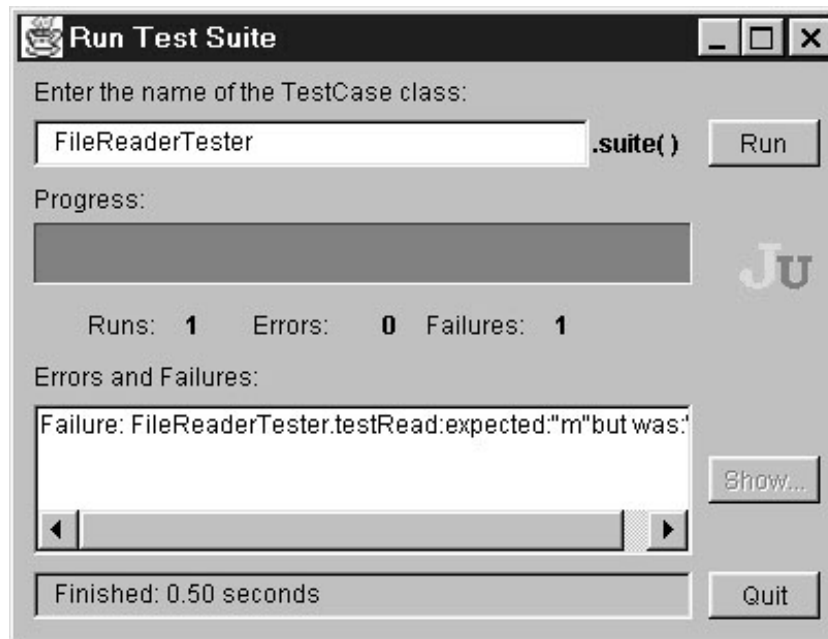 Run Test Suite
Enter the name of the TestCase class:
FileReaderTester .suite() Run
Progress:
JU
Runs: 1 Errors: 0 Failures: 1
Errors and Failures:
Failure: FileReaderTester.testRead:expected:"m"but was:"
Show...
Finished: 0.50 seconds Quit